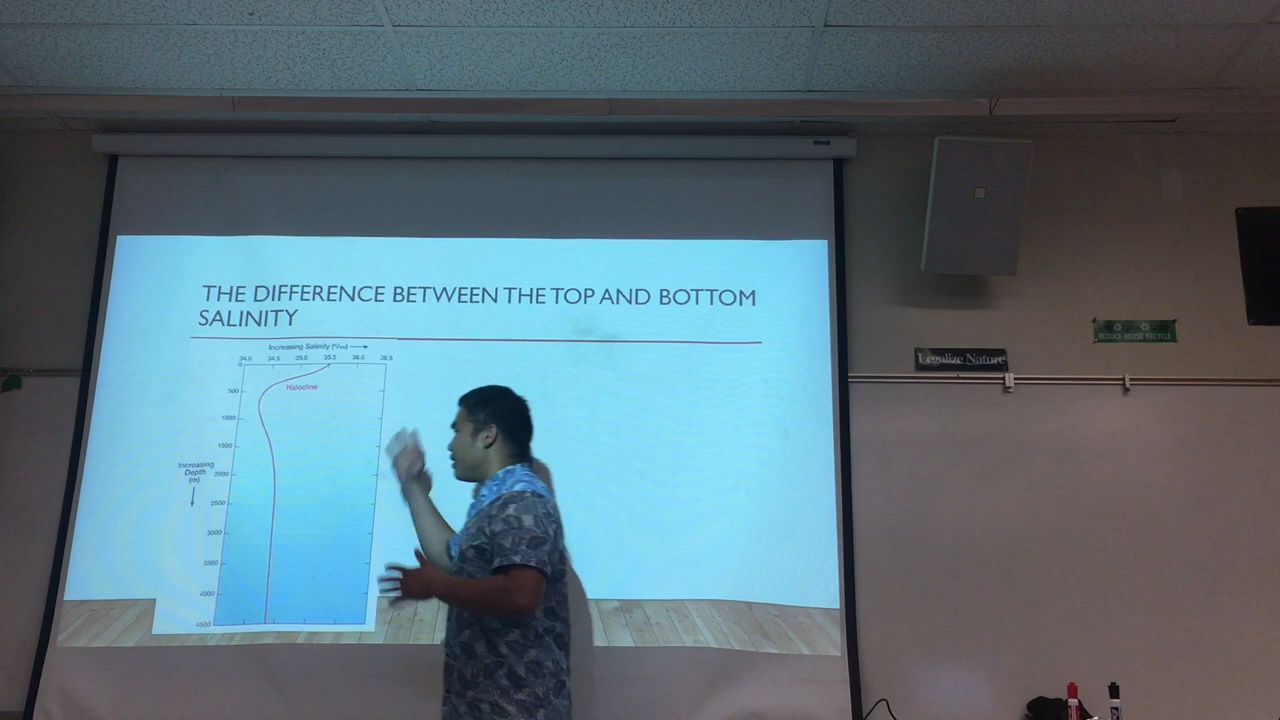 THE DIFFERENCE BETWEEN THE TOP AND BOTTOM
SALINITY
Increasing Salinity (‰)
34.0 34.5 35.0 35.5 36.0 36.5
0
Halocline
500
1000
1500
Increasing
Depth
(m)
2000
2500
3000
3500
4000
4500
Legalize Nature
REDUCE REUSE RECYCLE